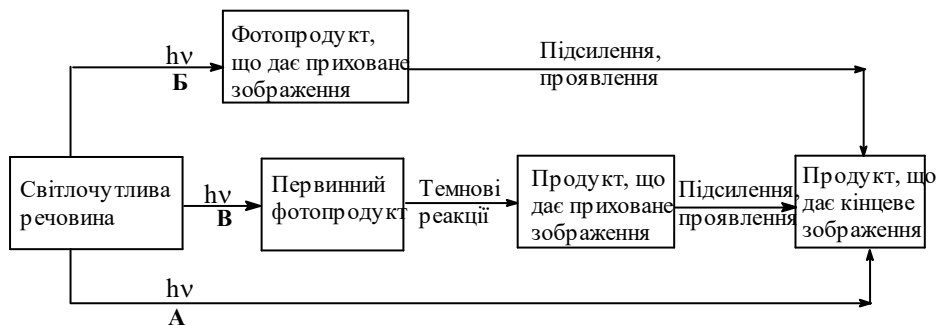 hν
Б
Фотопродукт,
що дає приховане
зображення
Підсилення,
проявлення
Світлочутлива
речовина
hν
В
Первинний
фотопродукт
Темнові
реакції
Продукт, що
дає приховане
зображення
Підсилення,
проявлення
Продукт, що
дає кінцеве
зображення
hν
А